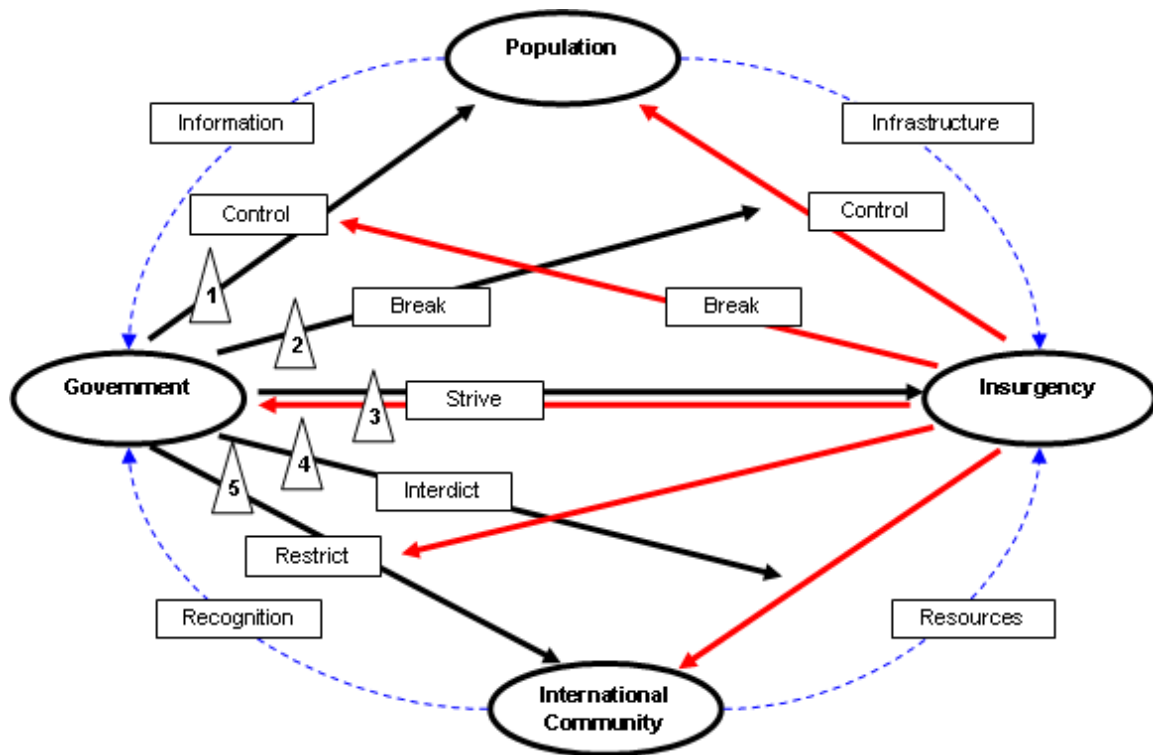 Population
Information
Infrastructure
Control
Control
1
Break
Break
2
Government
Strive
Insurgency
3
4
5
Interdict
Restrict
Recognition
Resources
International
Community